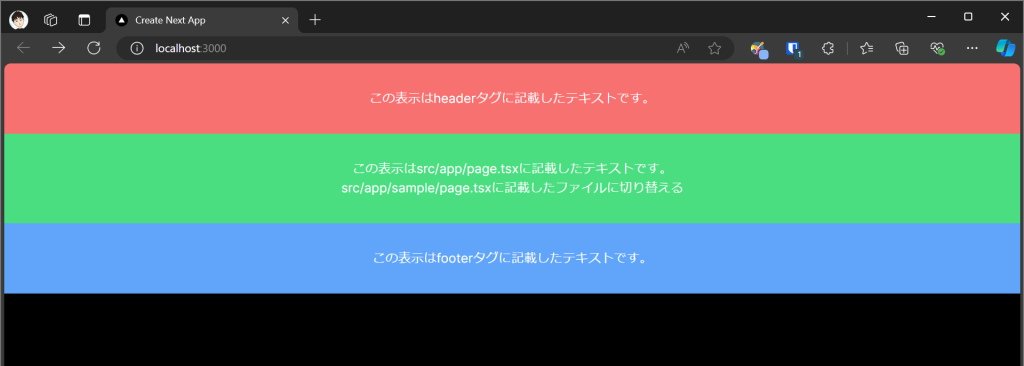 Create Next App
localhost:3000
1
この表示はheaderタグに記載したテキストです。
この表示はsrc/app/page.tsxに記載したテキストです。
src/app/sample/page.tsxに記載したファイルに切り替える
この表示はfooterタグに記載したテキストです。